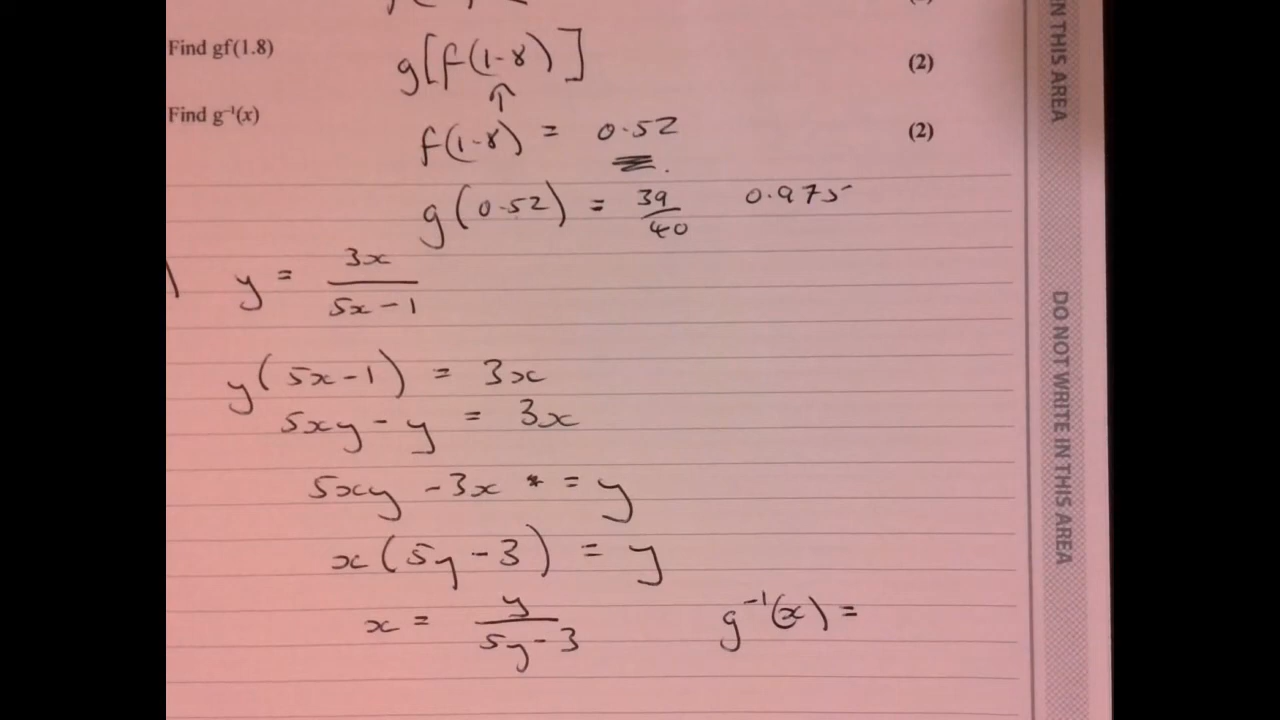 Find gf(1.8)
g[f(1·8)]
(2)
↑
Find g⁻¹(x)
f(1·8) = 0·52
(2)
g(0·52) = 39/40 0·975
y = 3x/(5x - 1)
y(5x - 1) = 3x
5xy - y = 3x
5xy - 3x = y
x(5y - 3) = y
x = y/(5y - 3)
g⁻¹(x) =
N THIS AREA
DO NOT WRITE IN THIS AREA